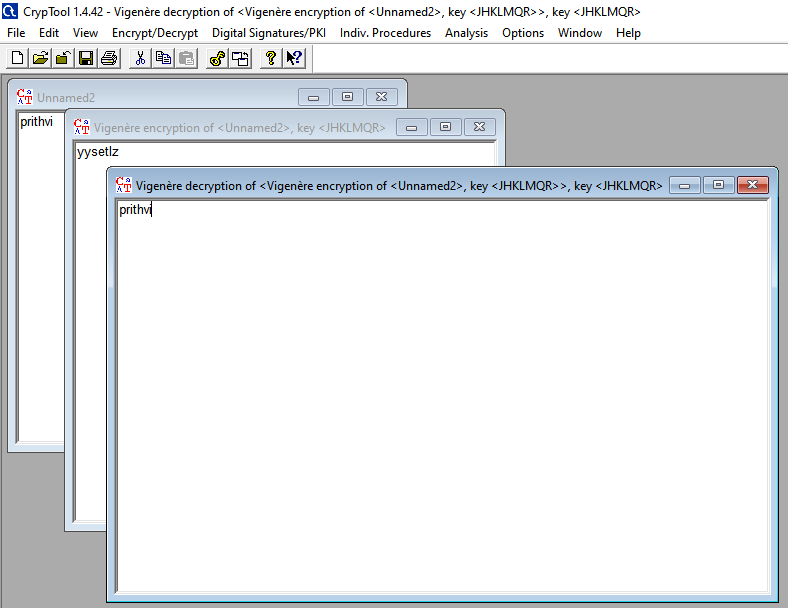 CrypTool 1.4.42 - Vigenère decryption of <Vigenère encryption of <Unnamed2>, key <JHKLMQR>>, key <JHKLMQR>
File Edit View Encrypt/Decrypt Digital Signatures/PKI Indiv. Procedures Analysis Options Window Help
Unnamed2
prithvi
Vigenère encryption of <Unnamed2>, key <JHKLMQR>
yysetlz
Vigenère decryption of <Vigenère encryption of <Unnamed2>, key <JHKLMQR>>, key <JHKLMQR>
prithvi